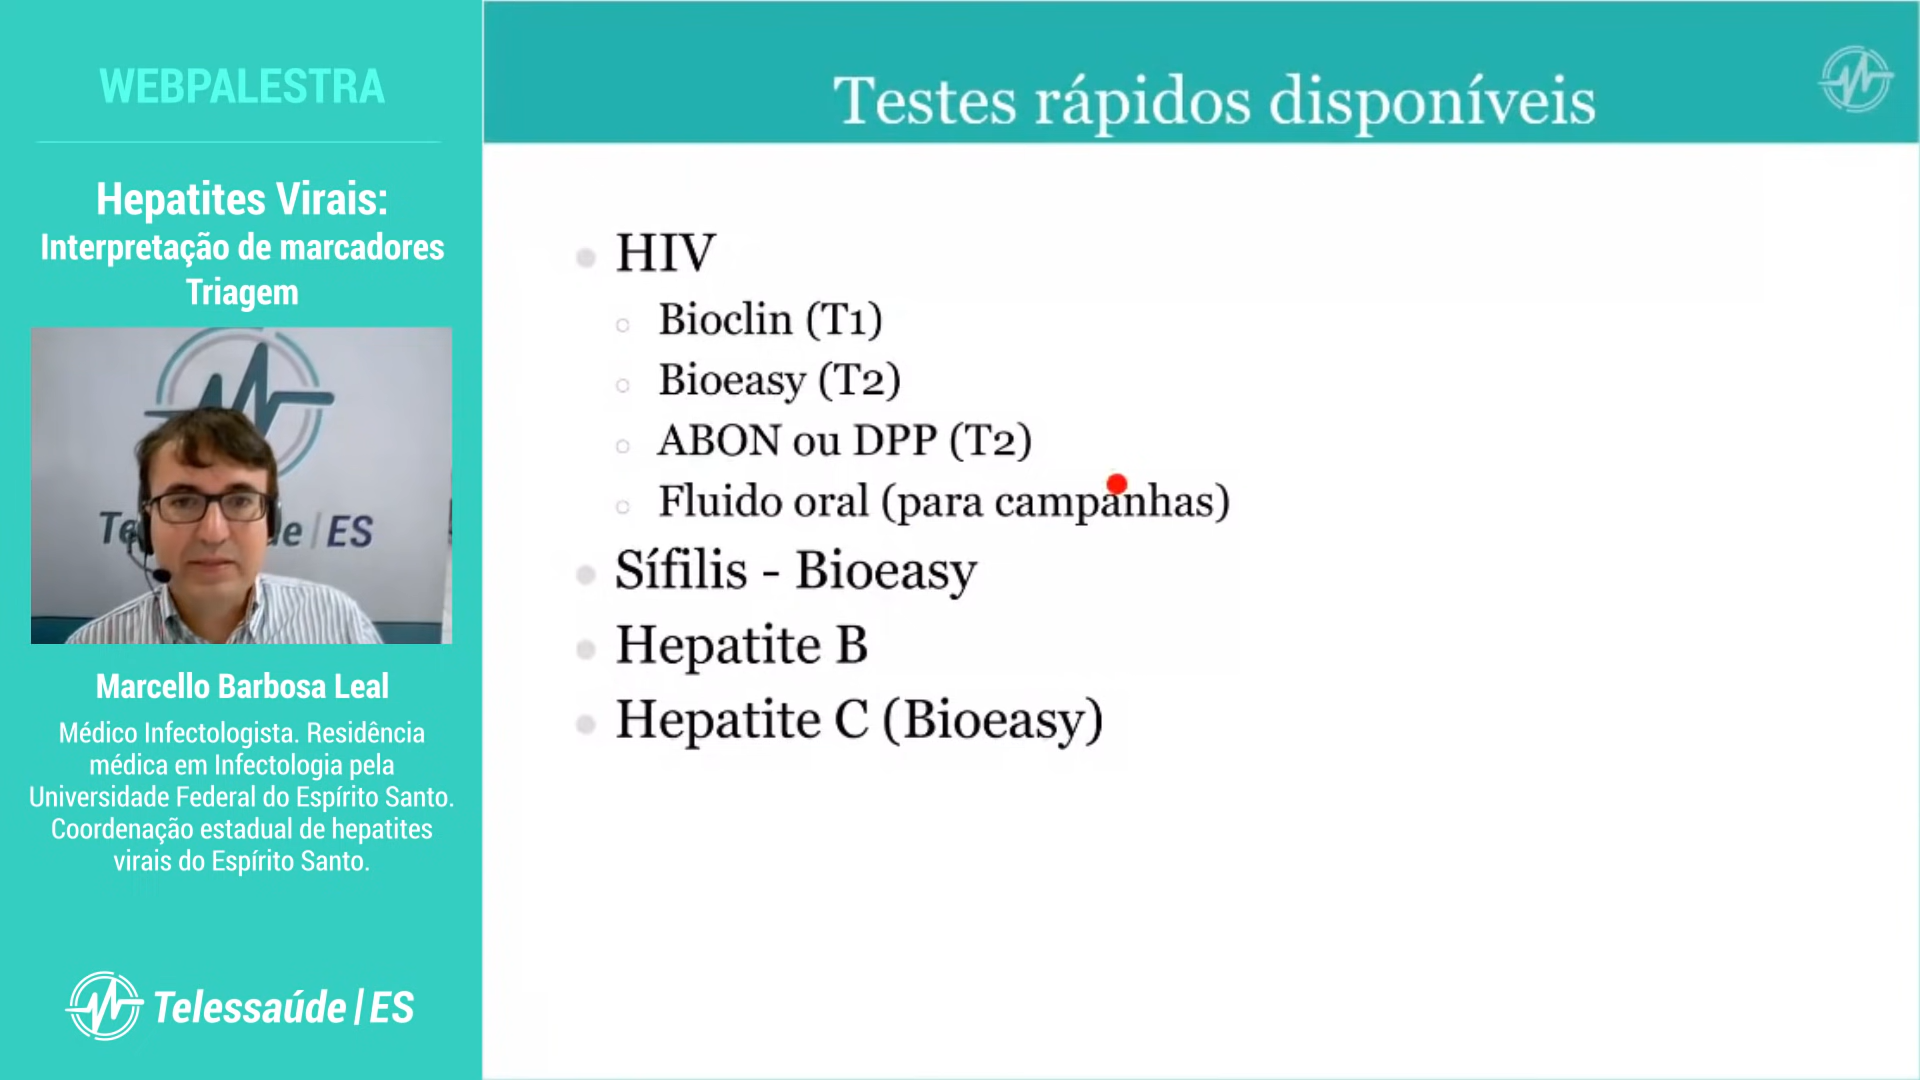 WEBPALESTRA
Hepatites Virais:
Interpretação de marcadores
Triagem
Marcello Barbosa Leal
Médico Infectologista. Residência
médica em Infectologia pela
Universidade Federal do Espírito Santo.
Coordenação estadual de hepatites
virais do Espírito Santo.
Telessaúde|ES
Testes rápidos disponíveis
HIV
Bioclin (T1)
Bioeasy (T2)
ABON ou DPP (T2)
Fluido oral (para campanhas)
Sífilis - Bioeasy
Hepatite B
Hepatite C (Bioeasy)